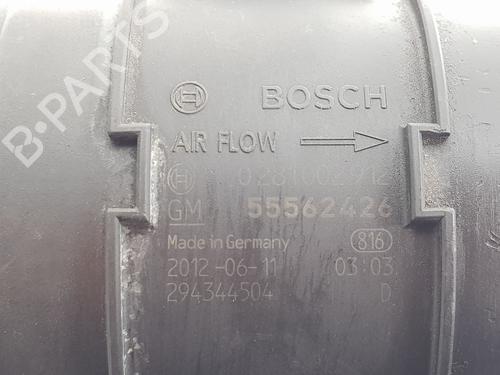 B-PARTS
BOSCH
AIR FLOW
0281002912
GM 55562426
Made in Germany 816
2012-06-11 03:03
294344504 D